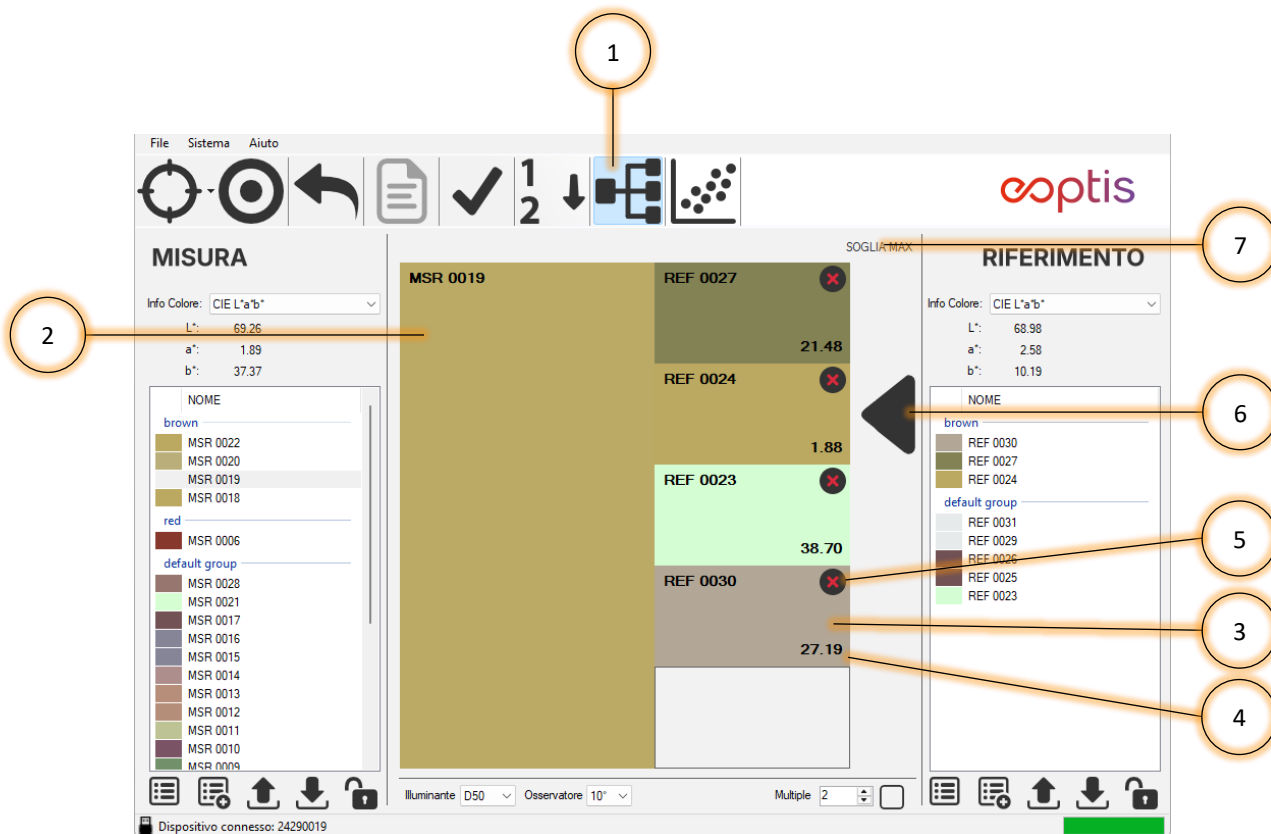 1
File Sistema Aiuto
1
2
eoptis
7
SOGLIA MAX
MISURA
RIFERIMENTO
MSR 0019
REF 0027
Info Colore: CIE L*a*b*
Info Colore: CIE L*a*b*
L*: 69.26
a*: 1.89
b*: 37.37
L*: 68.98
a*: 2.58
b*: 10.19
2
21.48
REF 0024
1.88
6
NOME
brown
MSR 0022
MSR 0020
MSR 0019
MSR 0018
red
MSR 0006
default group
MSR 0028
MSR 0021
MSR 0017
MSR 0016
MSR 0015
MSR 0014
MSR 0013
MSR 0012
MSR 0011
MSR 0010
MSR 0009
NOME
brown
REF 0030
REF 0027
REF 0024
default group
REF 0031
REF 0029
REF 0026
REF 0025
REF 0023
REF 0023
38.70
5
REF 0030
27.19
3
4
Illuminante D50 Osservatore 10° Multiple 2
Dispositivo connesso: 24290019